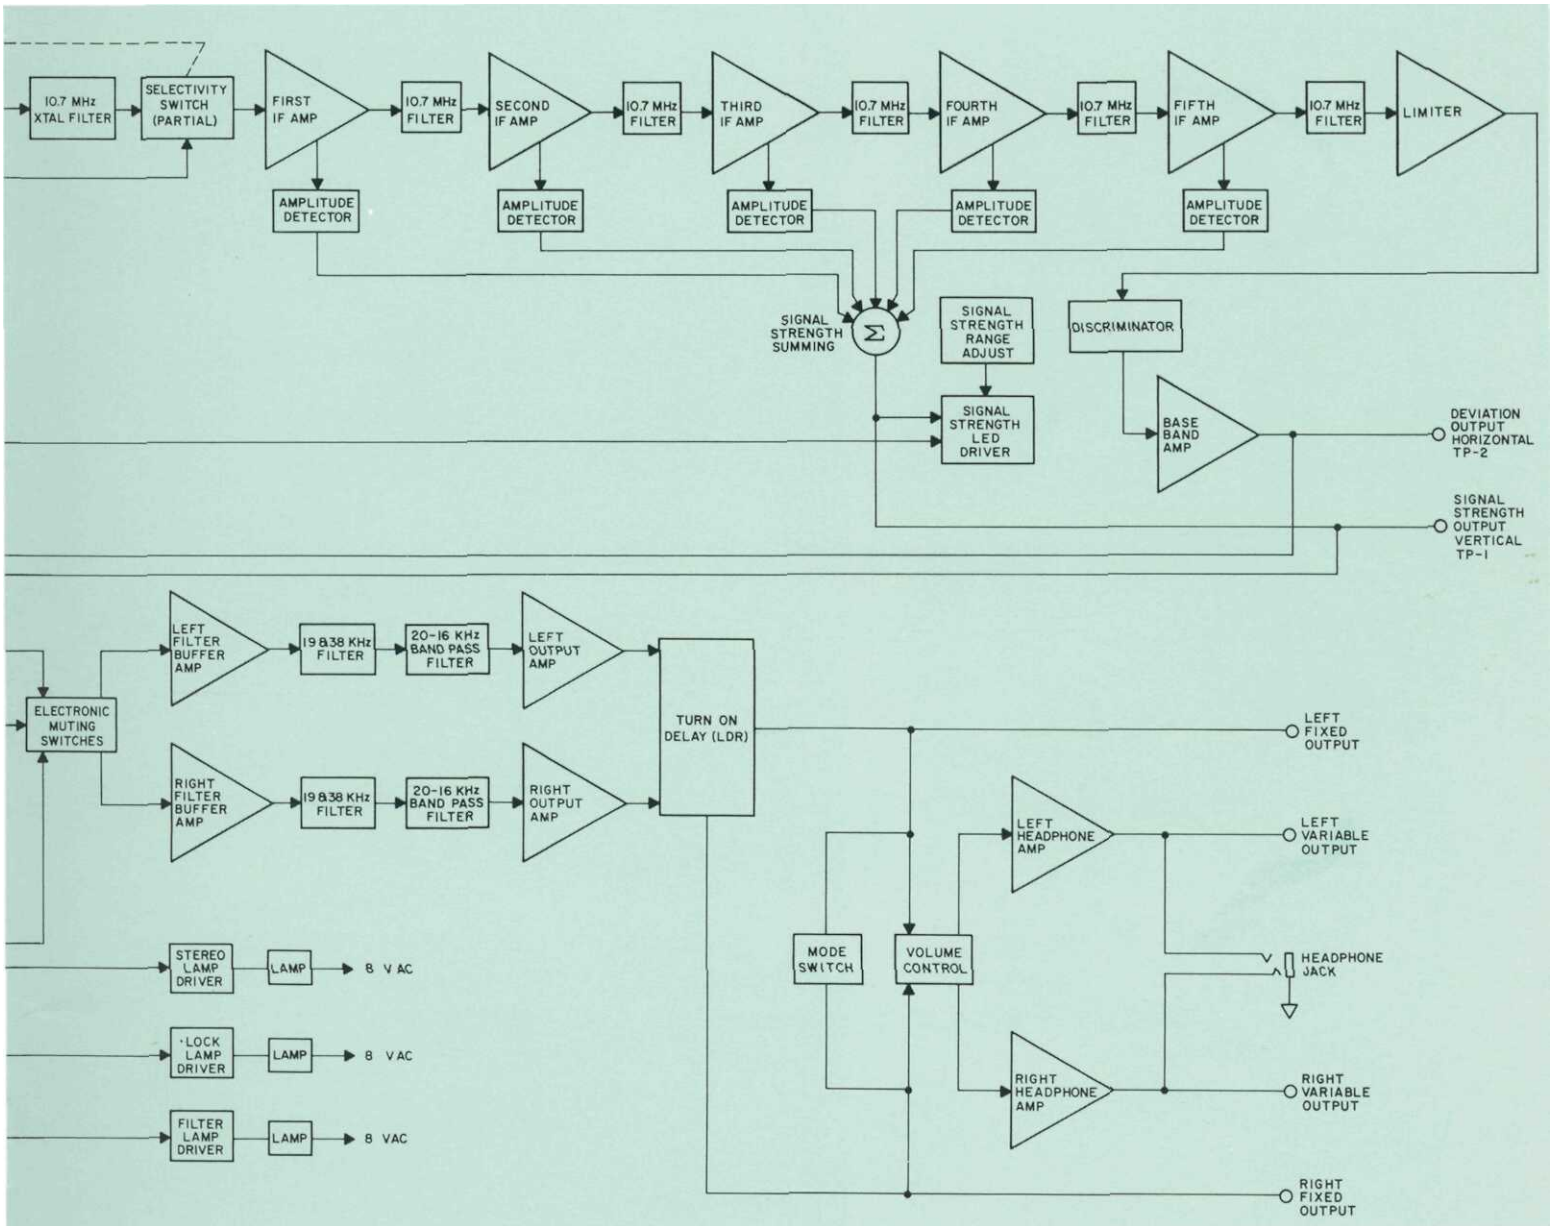 10.7 MHz
XTAL FILTER
SELECTIVITY
SWITCH
(PARTIAL)
FIRST
IF AMP
10.7 MHz
FILTER
SECOND
IF AMP
10.7 MHz
FILTER
THIRD
IF AMP
10.7 MHz
FILTER
FOURTH
IF AMP
10.7 MHz
FILTER
FIFTH
IF AMP
10.7 MHz
FILTER
LIMITER
AMPLITUDE
DETECTOR
AMPLITUDE
DETECTOR
AMPLITUDE
DETECTOR
AMPLITUDE
DETECTOR
AMPLITUDE
DETECTOR
SIGNAL
STRENGTH
SUMMING
Σ
SIGNAL
STRENGTH
RANGE
ADJUST
DISCRIMINATOR
SIGNAL
STRENGTH
LED
DRIVER
BASE
BAND
AMP
DEVIATION
OUTPUT
HORIZONTAL
TP-2
SIGNAL
STRENGTH
OUTPUT
VERTICAL
TP-1
LEFT
FILTER
BUFFER
AMP
19&38 KHz
FILTER
20-16 KHz
BAND PASS
FILTER
LEFT
OUTPUT
AMP
ELECTRONIC
MUTING
SWITCHES
TURN ON
DELAY (LDR)
LEFT
FIXED
OUTPUT
RIGHT
FILTER
BUFFER
AMP
19&38 KHz
FILTER
20-16 KHz
BAND PASS
FILTER
RIGHT
OUTPUT
AMP
LEFT
HEADPHONE
AMP
LEFT
VARIABLE
OUTPUT
MODE
SWITCH
VOLUME
CONTROL
HEADPHONE
JACK
STEREO
LAMP
DRIVER
LAMP
8 VAC
LOCK
LAMP
DRIVER
LAMP
8 VAC
RIGHT
HEADPHONE
AMP
RIGHT
VARIABLE
OUTPUT
FILTER
LAMP
DRIVER
LAMP
8 VAC
RIGHT
FIXED
OUTPUT